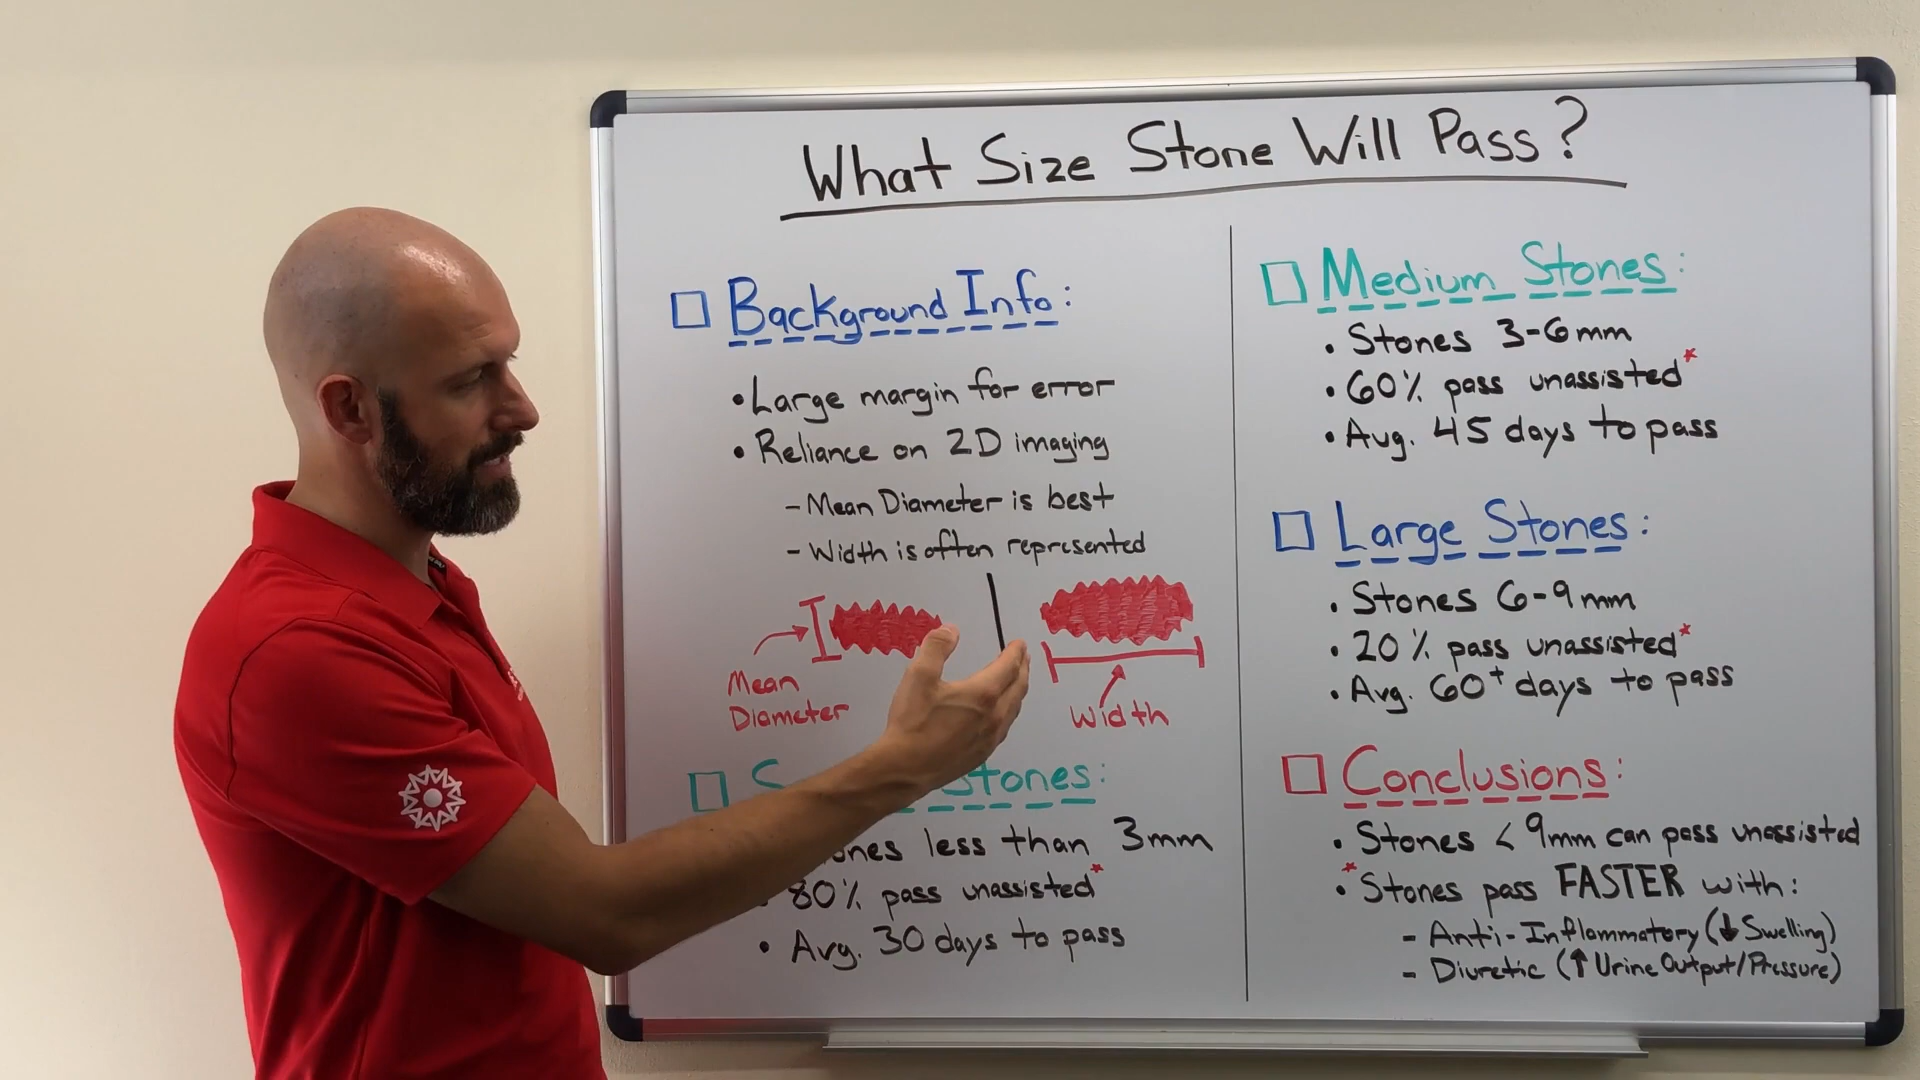 What Size Stone Will Pass?
Background Info:
• Large margin for error
• Reliance on 2D imaging
- Mean Diameter is best
- Width is often represented
Mean
Diameter
Width
Stones:
less than 3mm
80% pass unassisted*
• Avg. 30 days to pass
Medium Stones:
• Stones 3-6mm
• 60% pass unassisted*
• Avg. 45 days to pass
Large Stones:
• Stones 6-9mm
• 20% pass unassisted*
• Avg. 60+ days to pass
Conclusions:
• Stones < 9mm can pass unassisted
*• Stones pass FASTER with:
- Anti-Inflammatory (↓ Swelling)
- Diuretic (↑ Urine Output/Pressure)